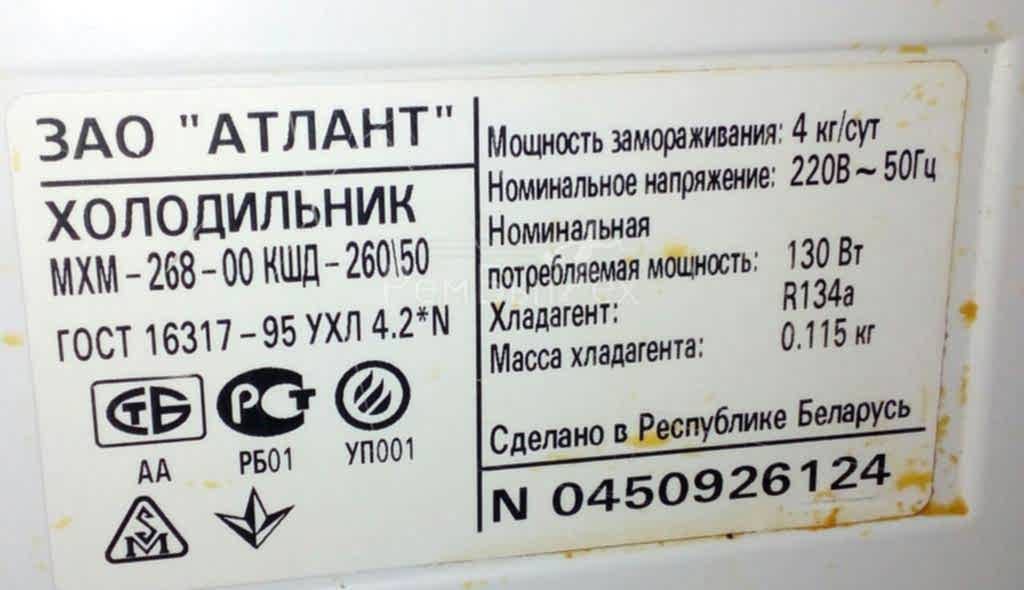 ЗАО "АТЛАНТ"
ХОЛОДИЛЬНИК
МХМ-268-00 КШД-260\50
ГОСТ 16317-95 УХЛ 4.2*N
СТБ
РСТ
АА
РБ01
УП001
Мощность замораживания: 4 кг/сут
Номинальное напряжение: 220В ~ 50Гц
Номинальная
потребляемая мощность: 130 Вт
Хладагент: R134a
Масса хладагента: 0.115 кг
Сделано в Республике Беларусь
N 0450926124